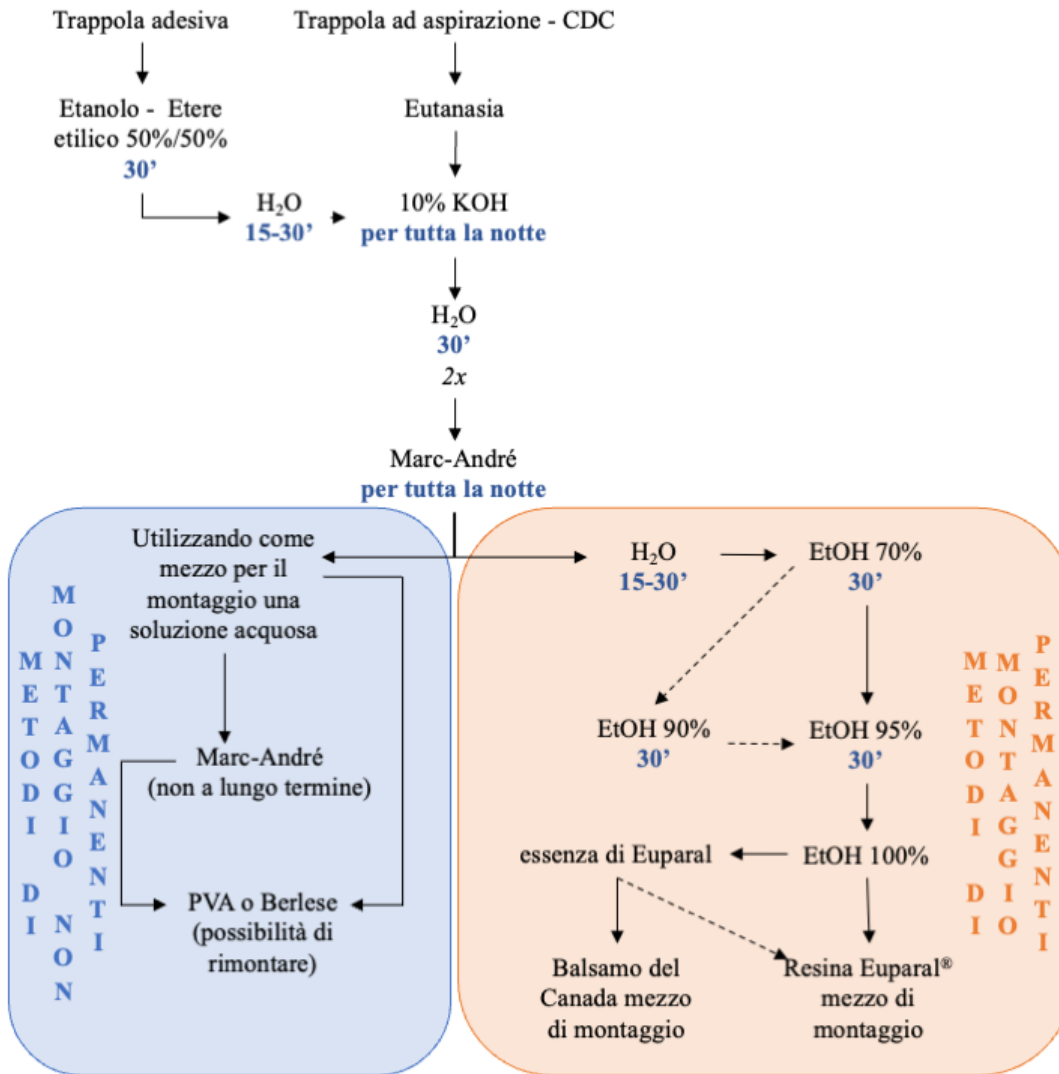 Trappola adesiva
Trappola ad aspirazione - CDC
Etanolo - Etere
etilico 50%/50%
30’
Eutanasia
H₂O
15-30’
10% KOH
per tutta la notte
H₂O
30’
2x
Marc-André
per tutta la notte
Utilizzando come
mezzo per il
montaggio una
soluzione acquosa
Marc-André
(non a lungo termine)
PVA o Berlese
(possibilità di
rimontare)
METODI DI
MONTAGGIO NON
PERMANENTI
H₂O
15-30’
EtOH 70%
30’
EtOH 90%
30’
EtOH 95%
30’
essenza di Euparal
EtOH 100%
Balsamo del
Canada mezzo
di montaggio
Resina Euparal®
mezzo di
montaggio
METODI DI
MONTAGGIO
PERMANENTI